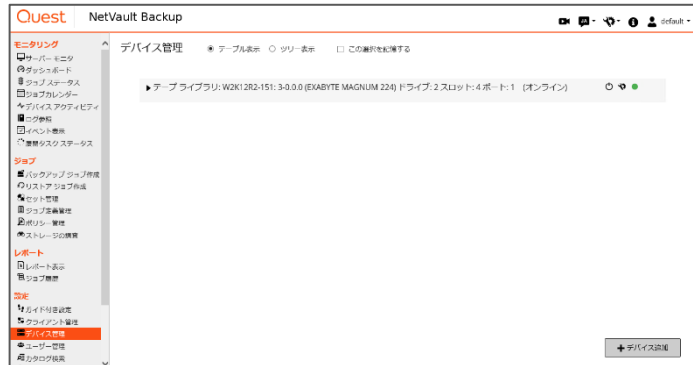 Quest NetVault Backup
default
モニタリング
サーバー モニタ
ダッシュボード
ジョブ ステータス
ジョブカレンダー
デバイス アクティビティ
ログ参照
イベント表示
展開タスク ステータス
ジョブ
バックアップ ジョブ作成
リストア ジョブ作成
セット管理
ジョブ定義管理
ポリシー管理
ストレージの精査
レポート
レポート表示
ジョブ履歴
設定
ガイド付き設定
クライアント管理
デバイス管理
ユーザー管理
カタログ検索
デバイス管理 テーブル表示 ツリー表示 この選択を記憶する
テープ ライブラリ: W2K12R2-151: 3-0.0.0 (EXABYTE MAGNUM 224) ドライブ: 2 スロット: 4 ポート: 1 (オンライン)
デバイス追加